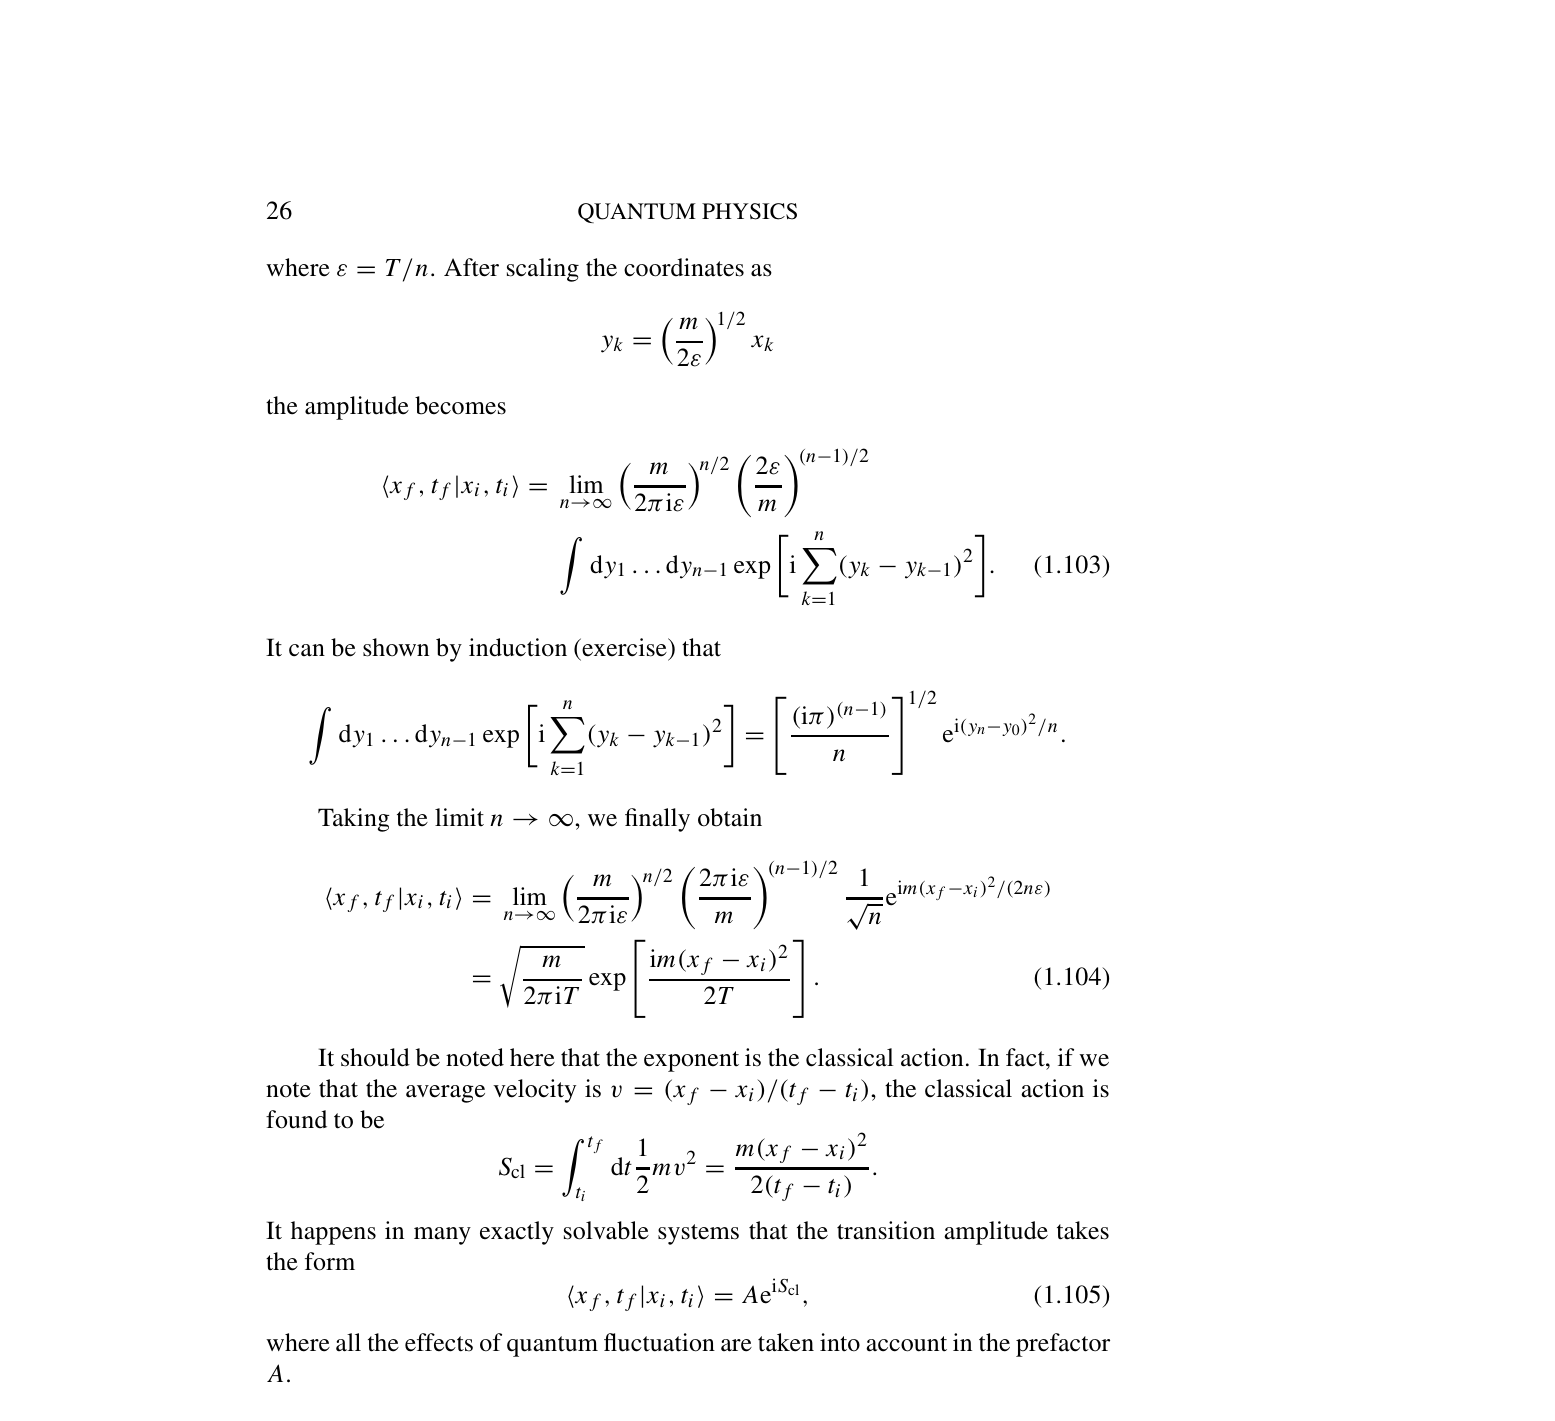 26 QUANTUM PHYSICS
where ε = T/n. After scaling the coordinates as
y_k = (m/2ε)^{1/2} x_k
the amplitude becomes
⟨x_f, t_f|x_i, t_i⟩ = lim_{n→∞} (m/2πiε)^{n/2} (2ε/m)^{(n−1)/2}
∫ dy_1 ... dy_{n−1} exp[i ∑_{k=1}^{n} (y_k − y_{k−1})^2]. (1.103)
It can be shown by induction (exercise) that
∫ dy_1 ... dy_{n−1} exp[i ∑_{k=1}^{n} (y_k − y_{k−1})^2] = [(iπ)^{(n−1)}/n]^{1/2} e^{i(y_n−y_0)^2/n}.
Taking the limit n → ∞, we finally obtain
⟨x_f, t_f|x_i, t_i⟩ = lim_{n→∞} (m/2πiε)^{n/2} (2πiε/m)^{(n−1)/2} 1/√n e^{im(x_f−x_i)^2/(2nε)}
= √(m/2πiT) exp[im(x_f − x_i)^2/2T]. (1.104)
It should be noted here that the exponent is the classical action. In fact, if we
note that the average velocity is v = (x_f − x_i)/(t_f − t_i), the classical action is
found to be
S_cl = ∫_{t_i}^{t_f} dt 1/2 mv^2 = m(x_f − x_i)^2/2(t_f − t_i).
It happens in many exactly solvable systems that the transition amplitude takes
the form
⟨x_f, t_f|x_i, t_i⟩ = Ae^{iS_cl}, (1.105)
where all the effects of quantum fluctuation are taken into account in the prefactor
A.